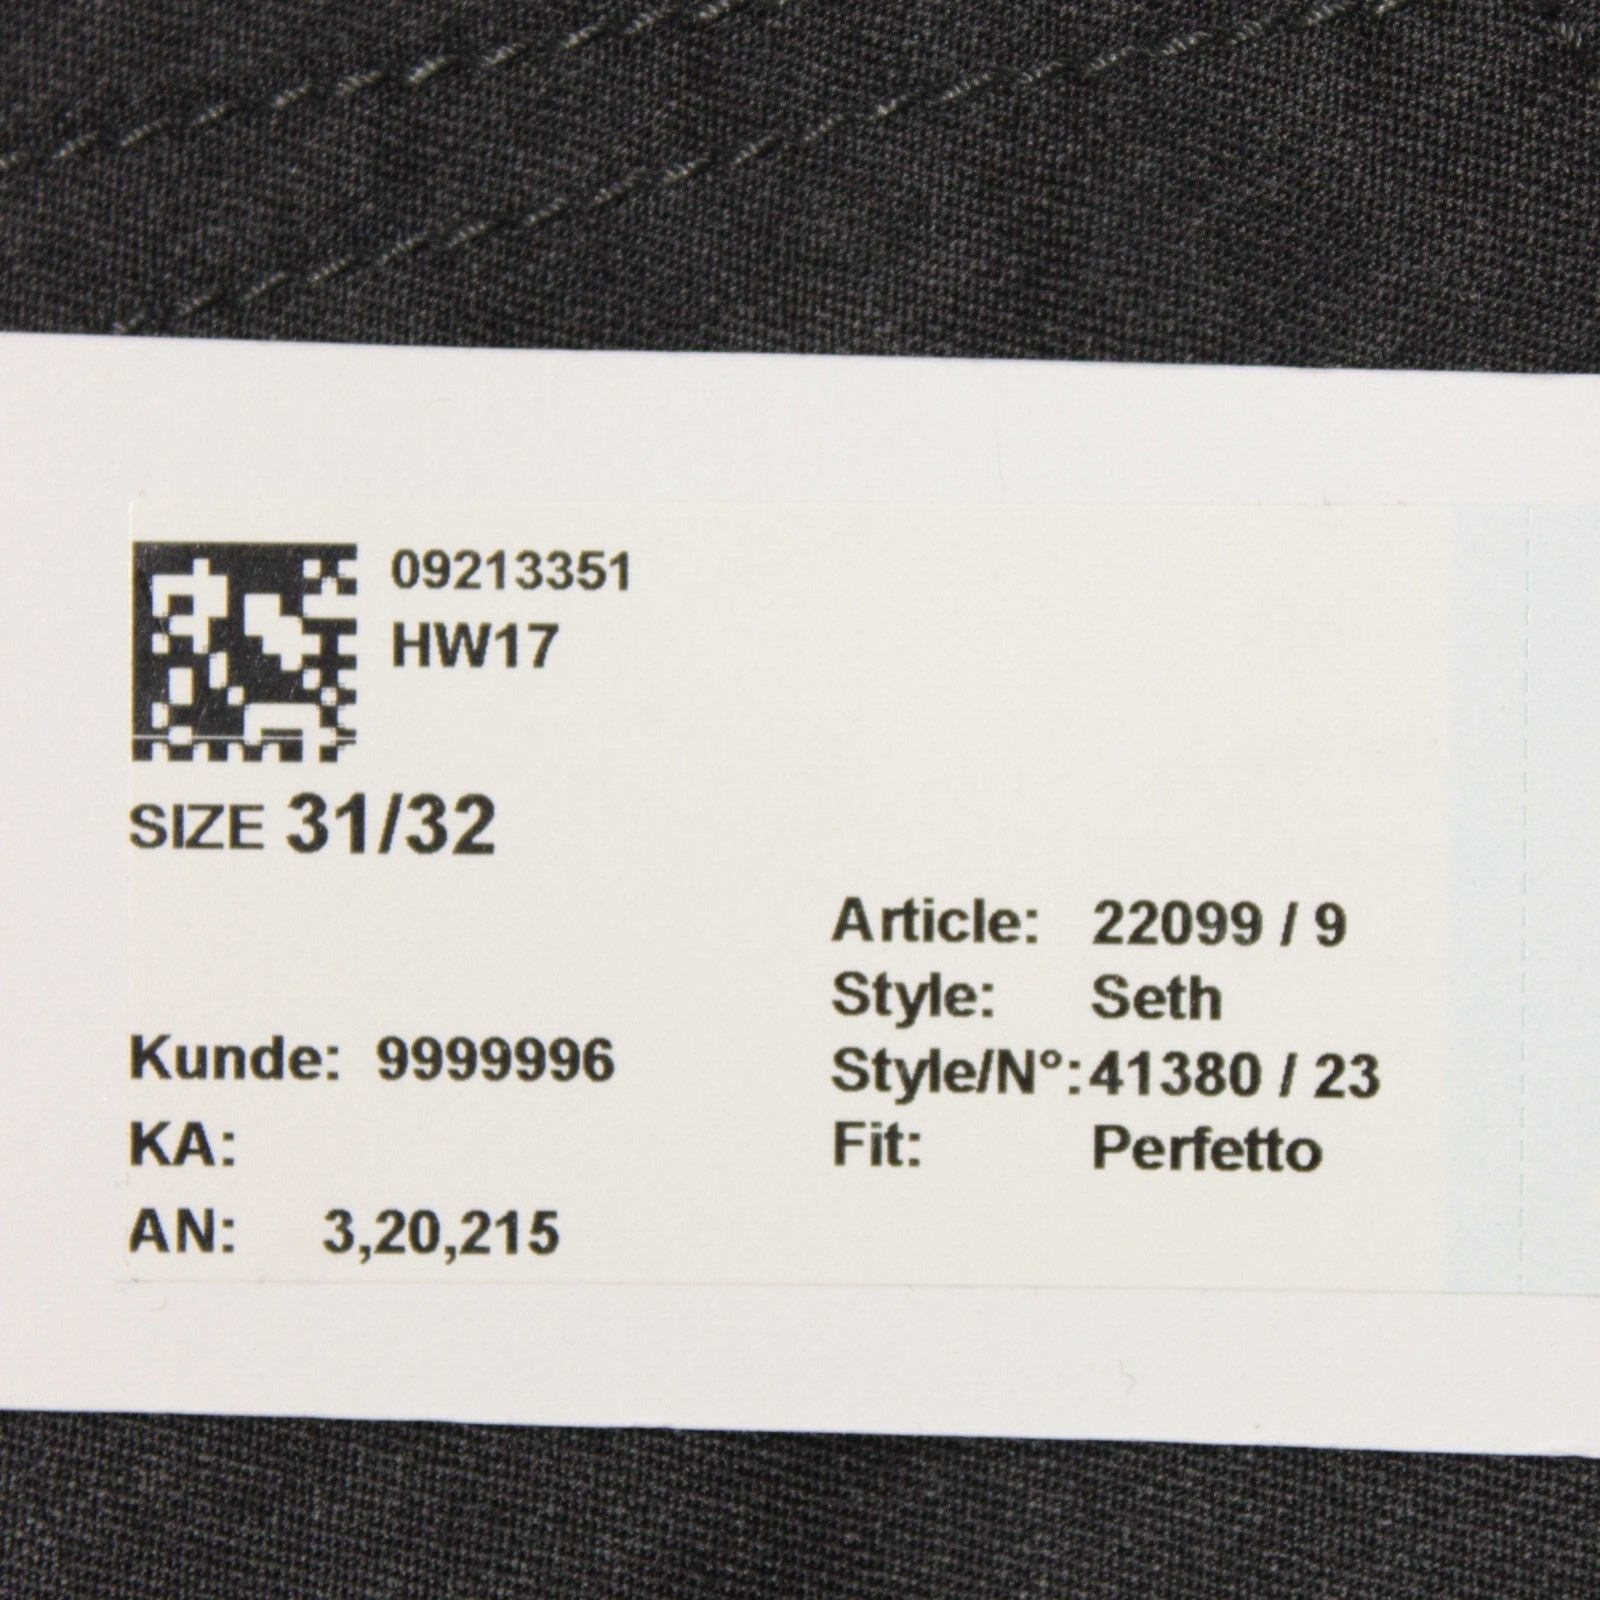 09213351
HW17
SIZE 31/32
Article: 22099 / 9
Style: Seth
Style/N°: 41380 / 23
Fit: Perfetto
Kunde: 9999996
KA:
AN: 3,20,215